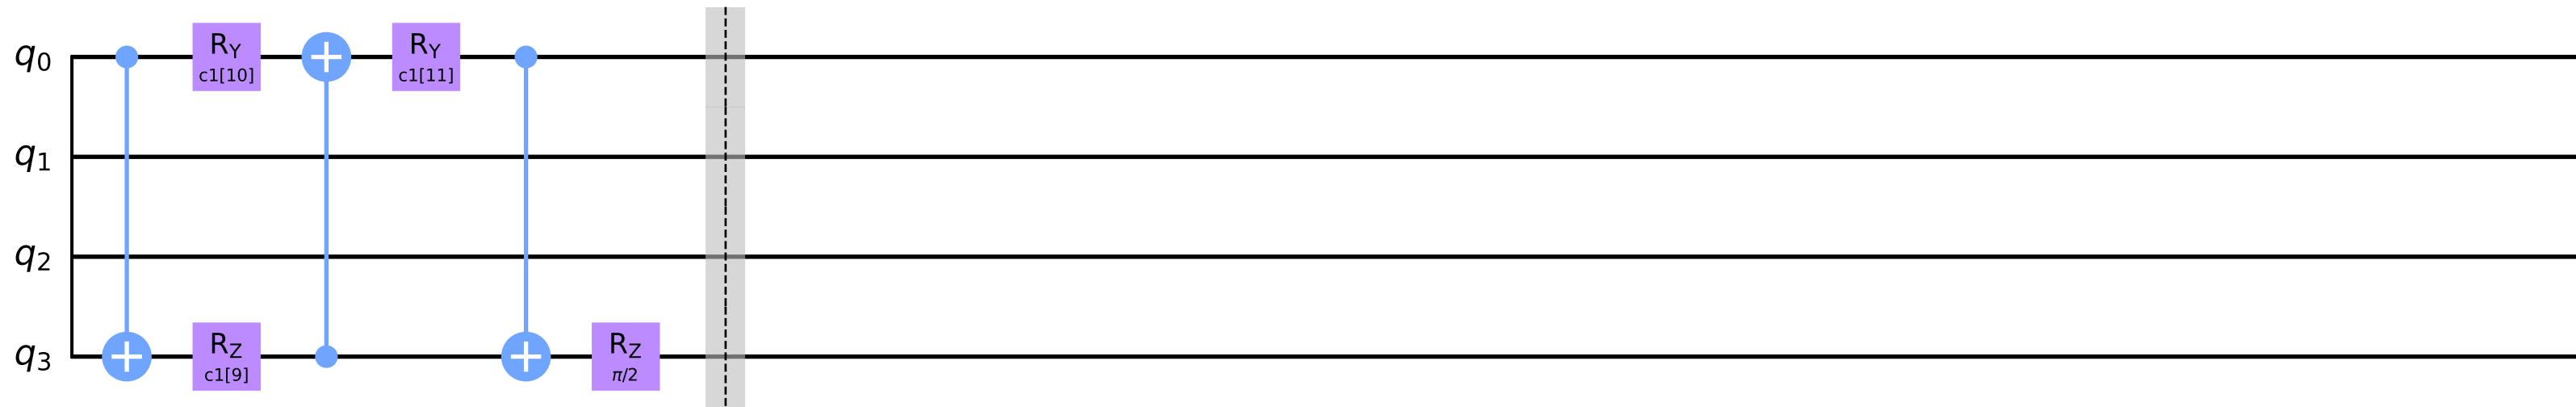 q0
RY
c1[10]
RY
c1[11]
q1
q2
q3
RZ
c1[9]
RZ
π/2